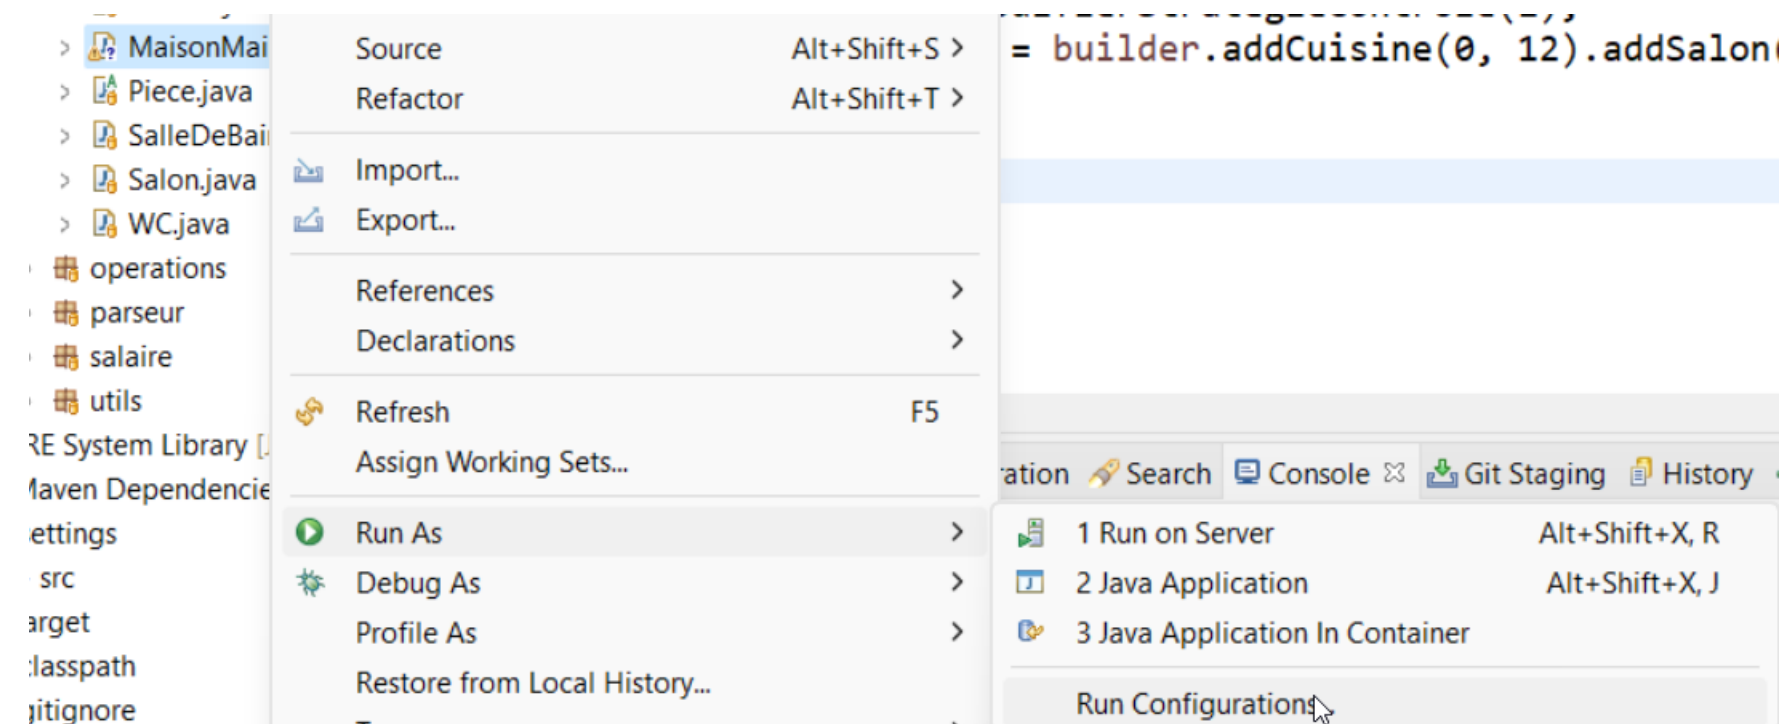 MaisonMai
Piece.java
SalleDeBai
Salon.java
WC.java
operations
parseur
salaire
utils
RE System Library [J
Maven Dependencie
ettings
src
arget
classpath
gitignore
Source Alt+Shift+S
Refactor Alt+Shift+T
Import...
Export...
References
Declarations
Refresh F5
Assign Working Sets...
Run As
Debug As
Profile As
Restore from Local History...
= builder.addCuisine(0, 12).addSalon(
ation Search Console Git Staging History
1 Run on Server Alt+Shift+X, R
2 Java Application Alt+Shift+X, J
3 Java Application In Container
Run Configurations...